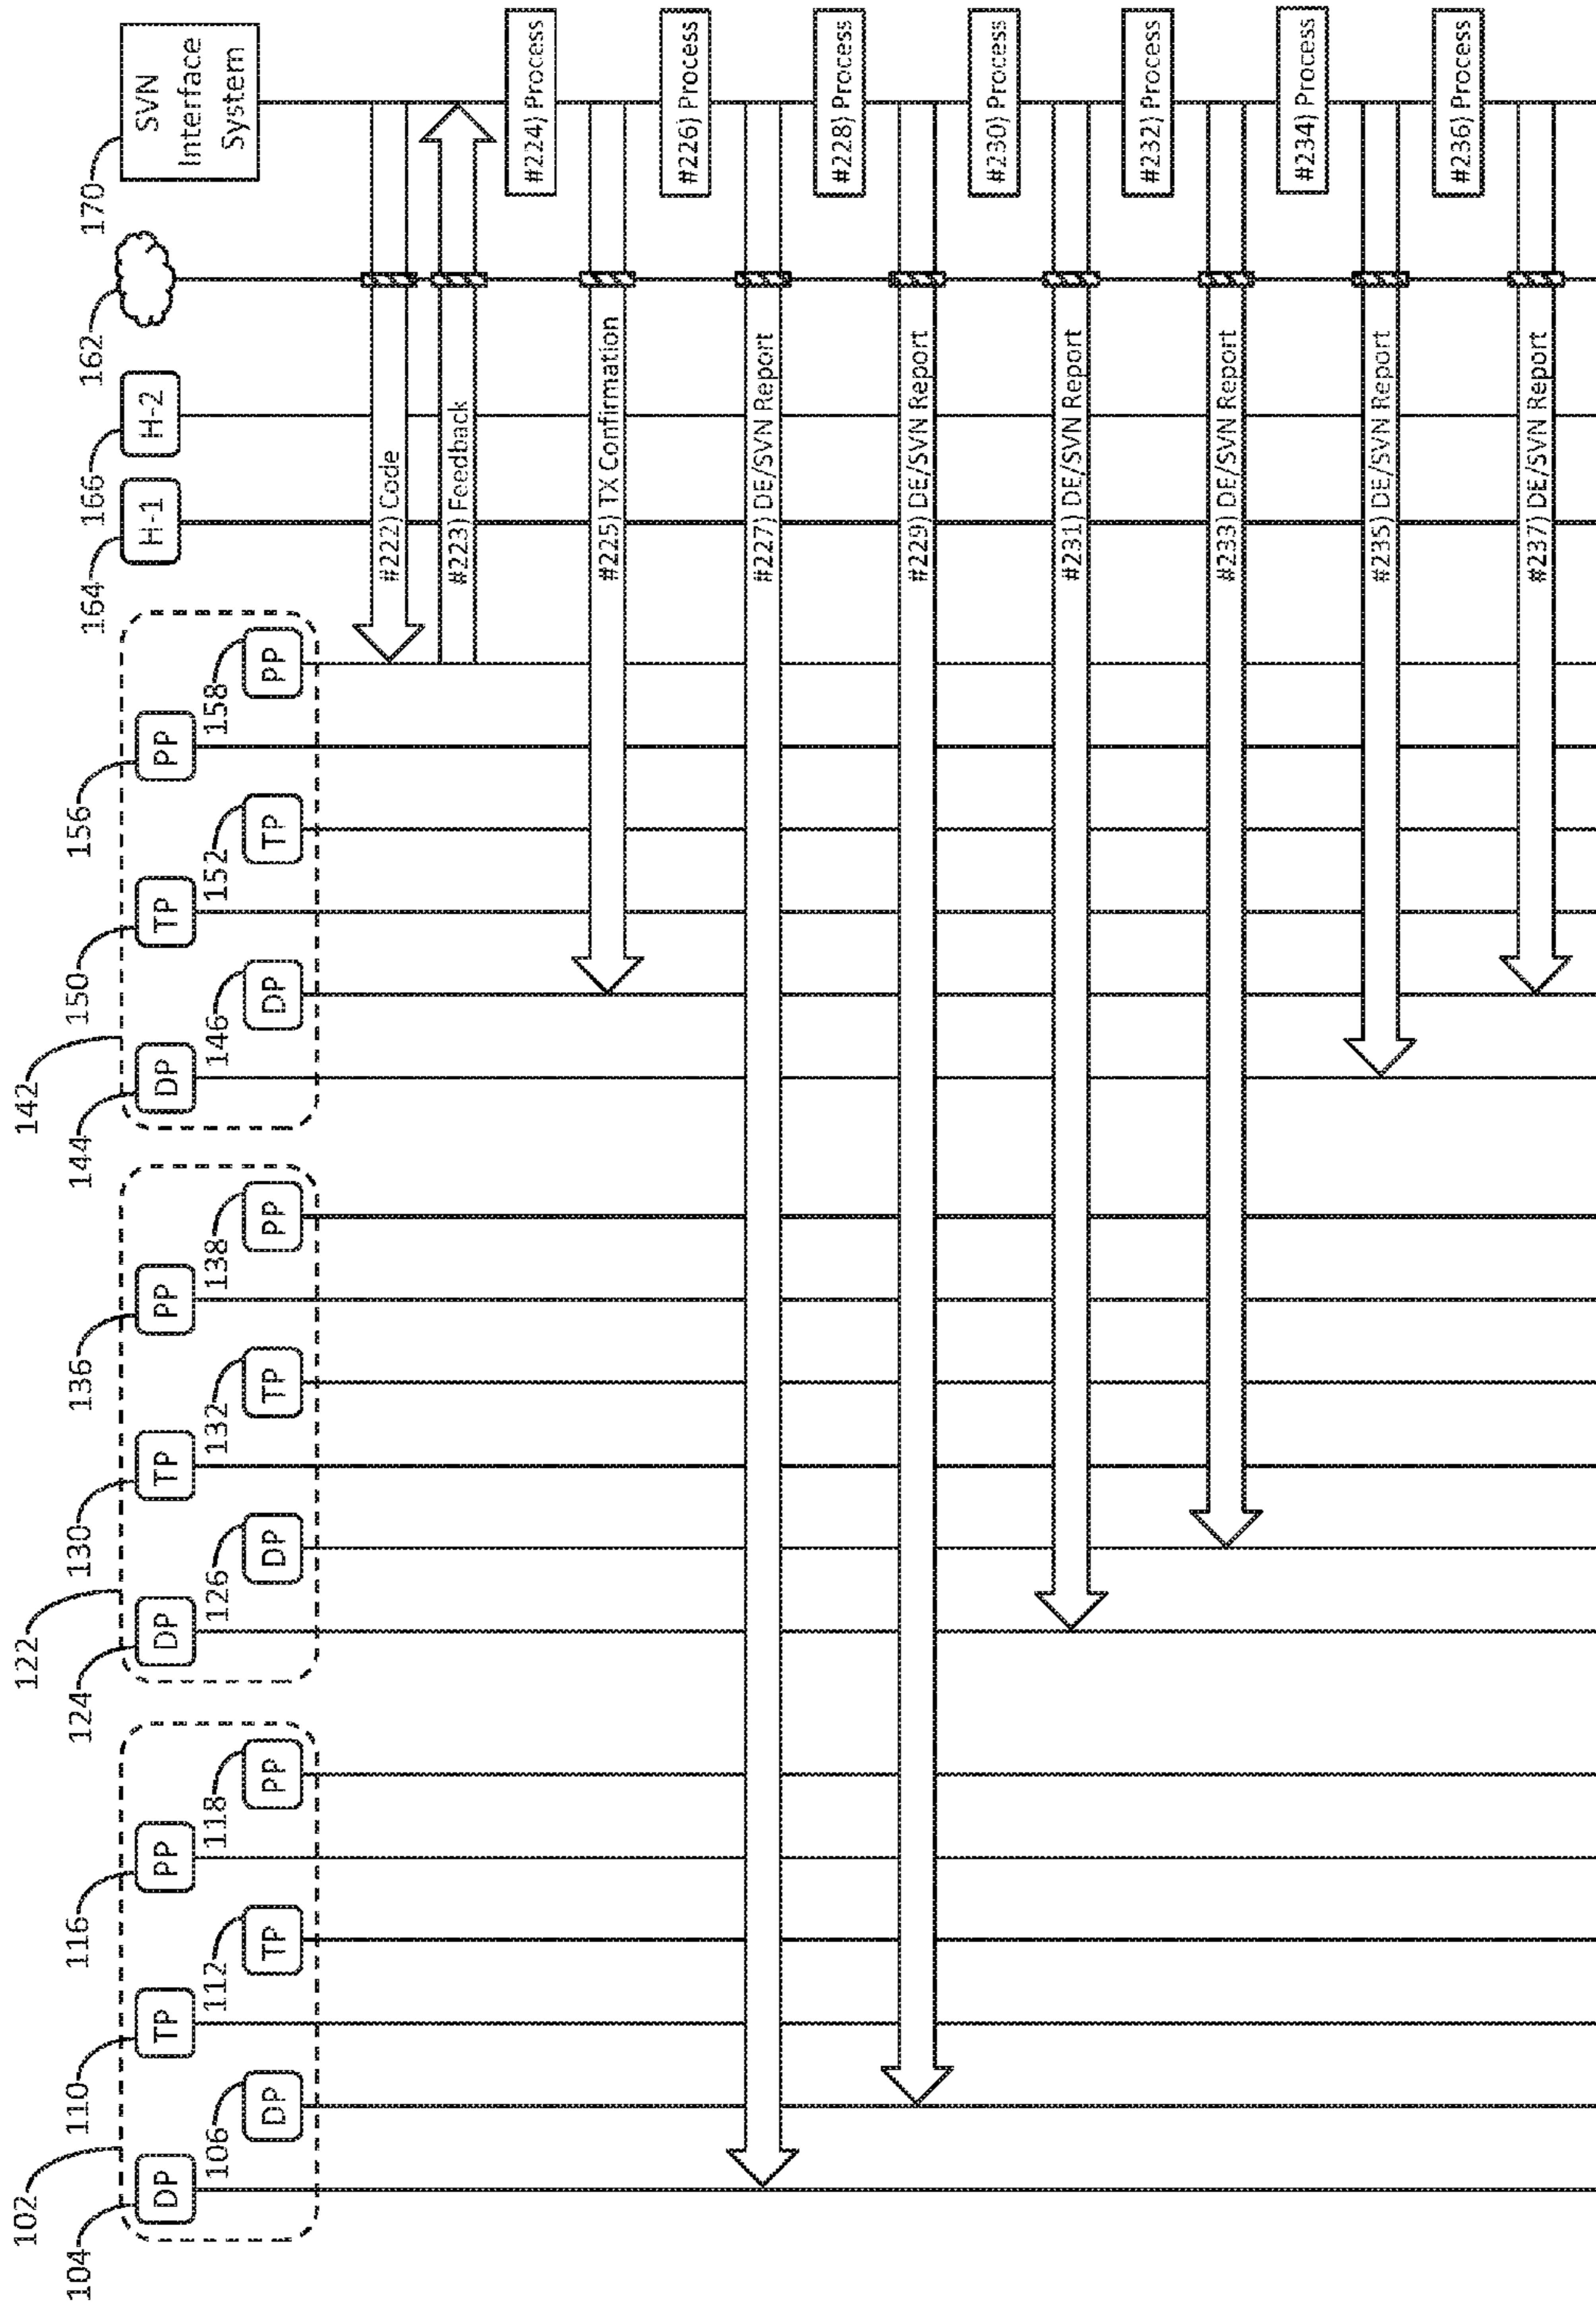 102
122
142
104
110
116
124
130
136
144
150
156
164
166
162
170
DP
TP
PP
DP
TP
PP
DP
TP
PP
H-1
H-2
SVN
Interface
System
106
112
118
126
132
138
146
152
158
DP
TP
PP
DP
TP
PP
DP
TP
PP
#222) Code
#223) Feedback
#224) Process
#225) TX Confirmation
#226) Process
#227) DE/SVN Report
#228) Process
#229) DE/SVN Report
#230) Process
#231) DE/SVN Report
#232) Process
#233) DE/SVN Report
#234) Process
#235) DE/SVN Report
#236) Process
#237) DE/SVN Report